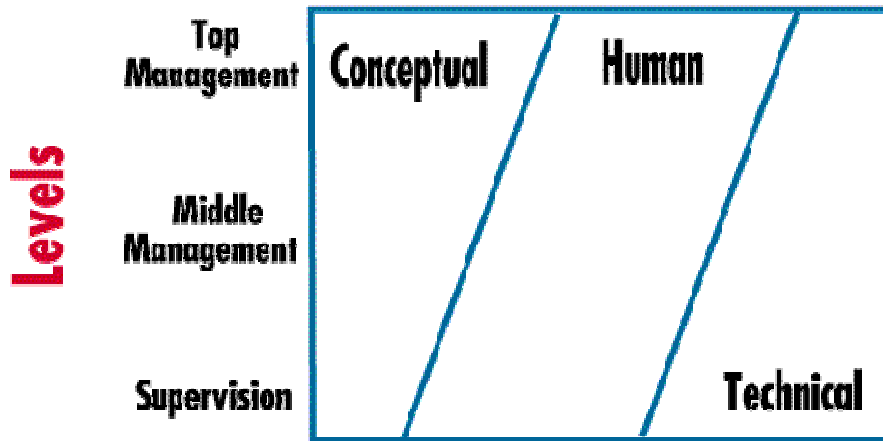 Levels
Top
Management
Conceptual
Human
Middle
Management
Supervision
Technical